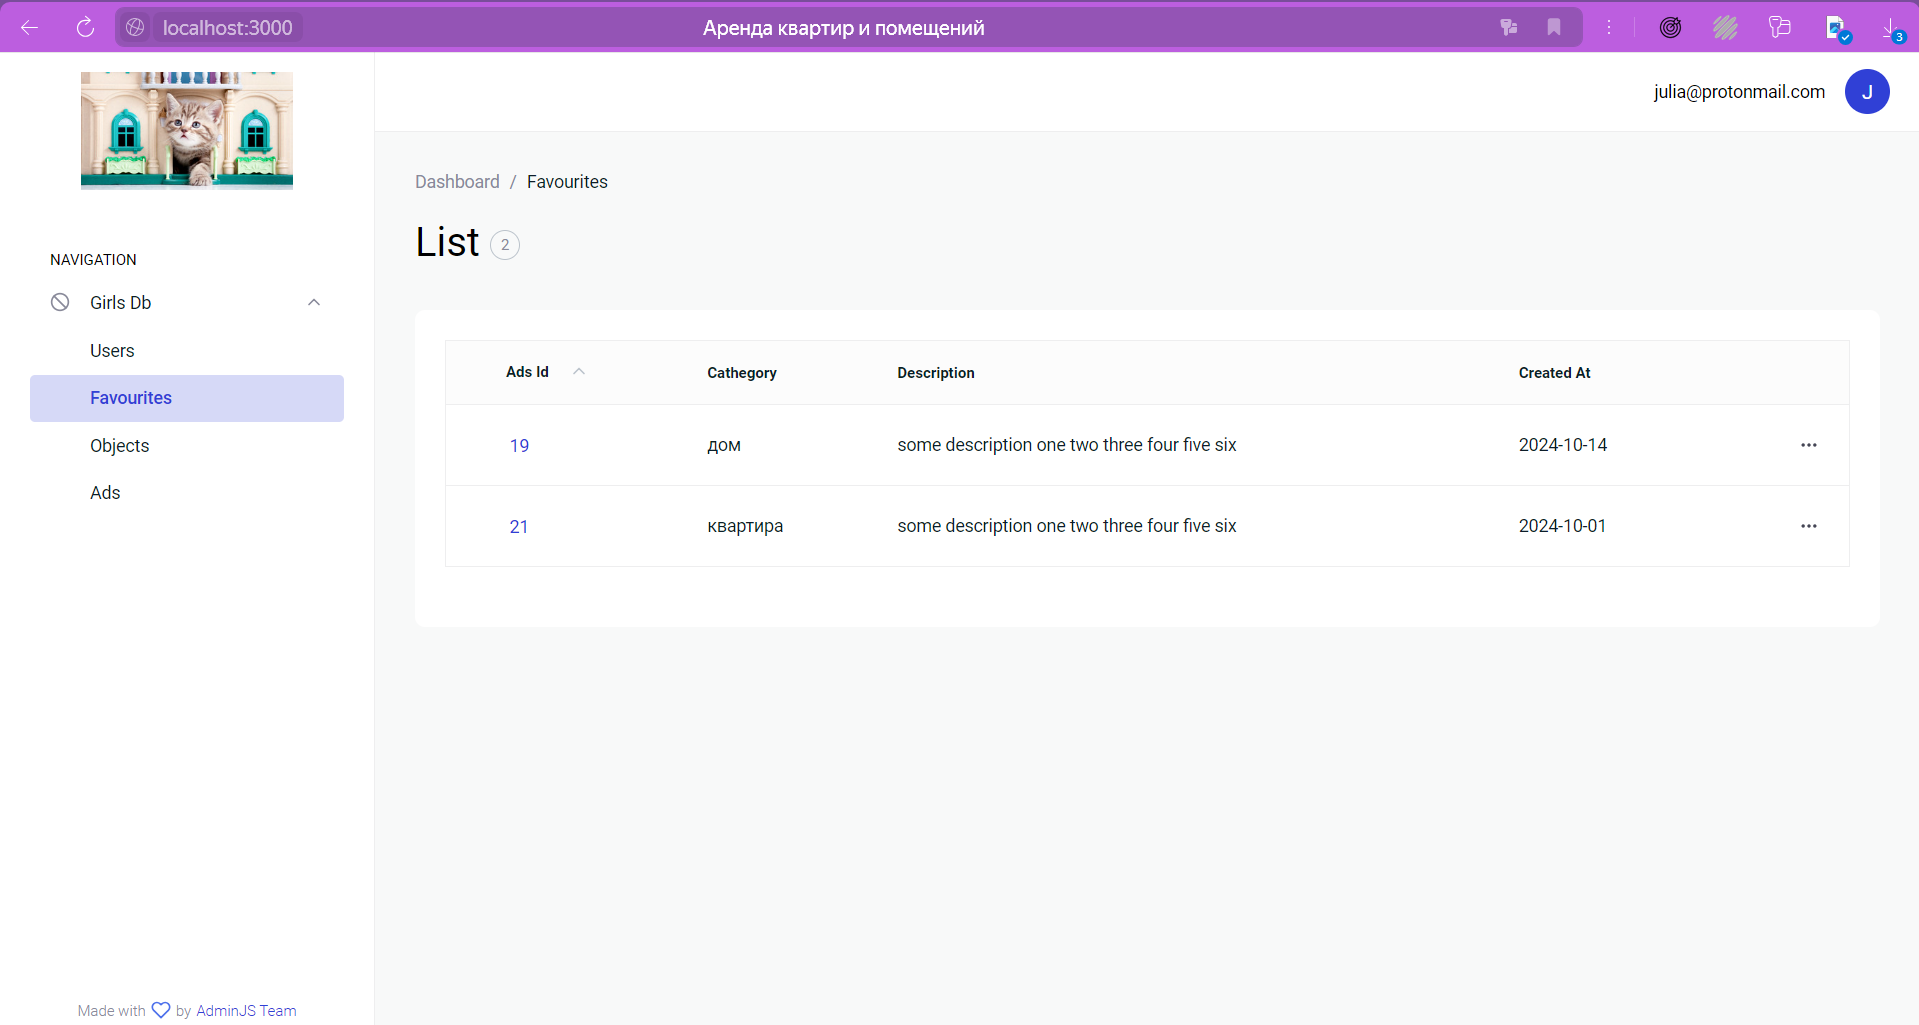 localhost:3000
Аренда квартир и помещений
3
julia@protonmail.com
J
Dashboard / Favourites
List 2
NAVIGATION
Girls Db
Users
Favourites
Objects
Ads
Ads Id Cathegory Description Created At
19 дом some description one two three four five six 2024-10-14
21 квартира some description one two three four five six 2024-10-01
Made with by AdminJS Team